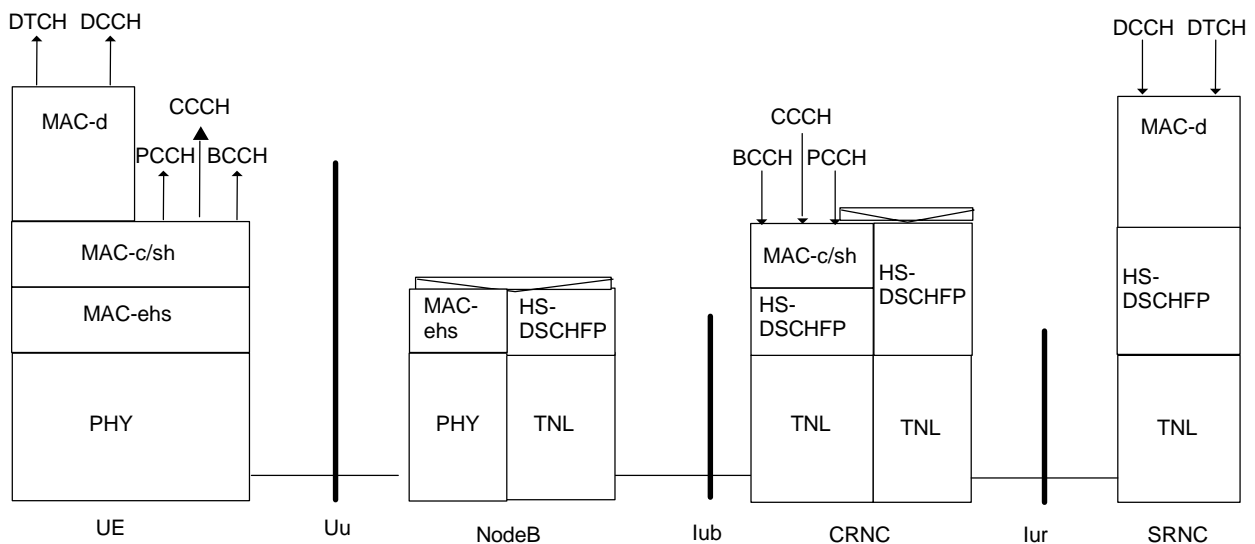 DTCH DCCH
MAC-d
CCCH
PCCH BCCH
MAC-c/sh
MAC-ehs
PHY
UE
Uu
MAC-
ehs
HS-
DSCHFP
PHY
TNL
NodeB
Iub
CCCH
BCCH PCCH
MAC-c/sh
HS-
DSCHFP
HS-
DSCHFP
TNL
TNL
CRNC
Iur
DCCH DTCH
MAC-d
HS-
DSCHFP
TNL
SRNC